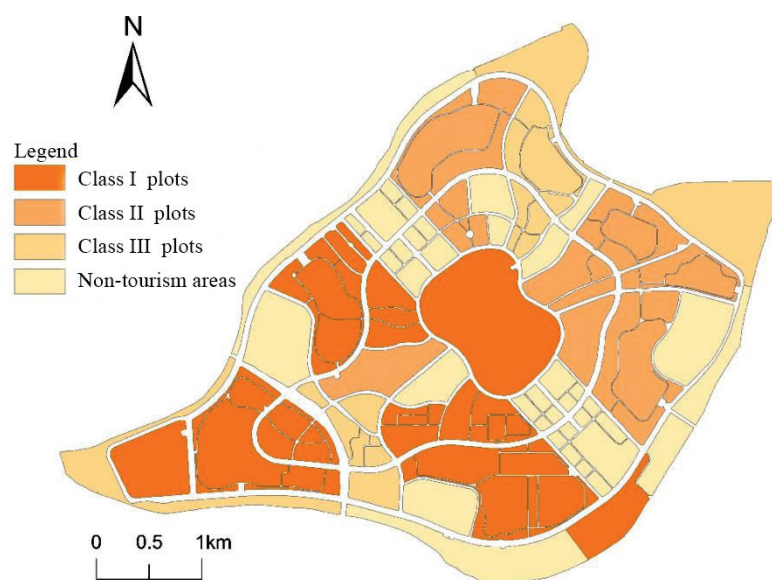 N
Legend
Class I plots
Class II plots
Class III plots
Non-tourism areas
0 0.5 1km